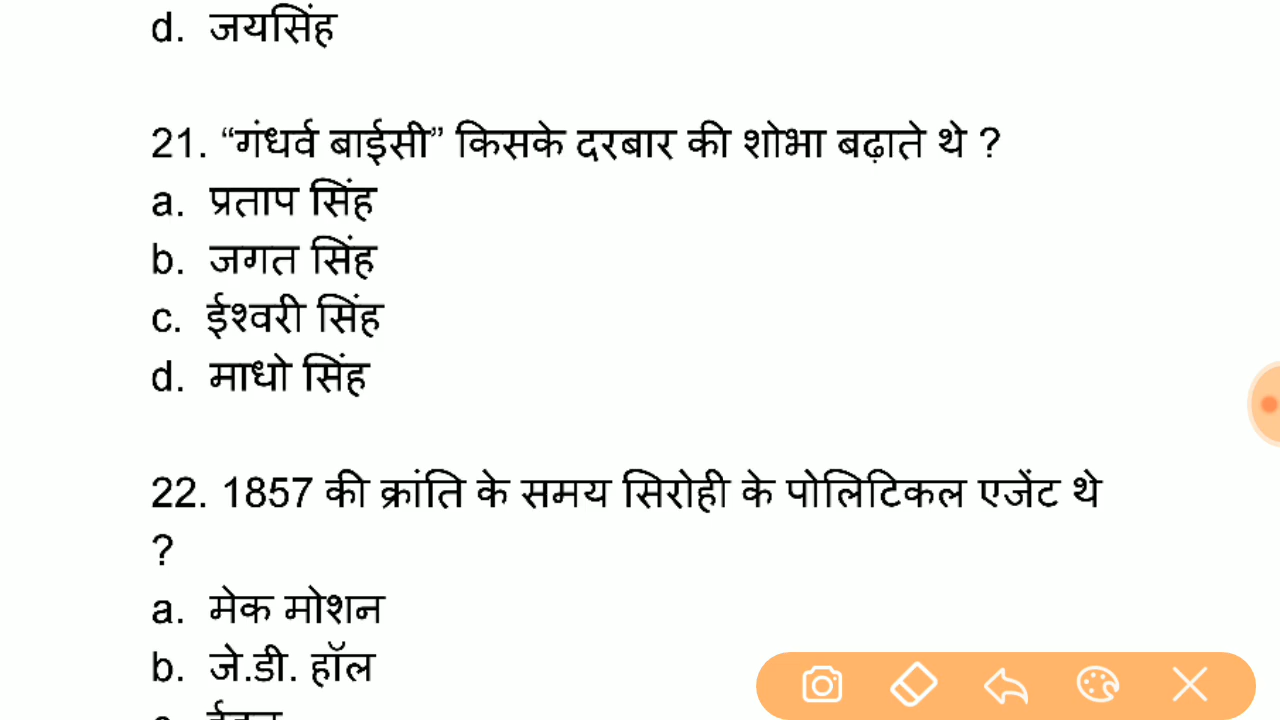 d. जयसिंह
21. “गंधर्व बाईसी” किसके दरबार की शोभा बढ़ाते थे ?
a. प्रताप सिंह
b. जगत सिंह
c. ईश्वरी सिंह
d. माधो सिंह
22. 1857 की क्रांति के समय सिरोही के पोलिटिकल एजेंट थे
?
a. मेक मोशन
b. जे.डी. हॉल